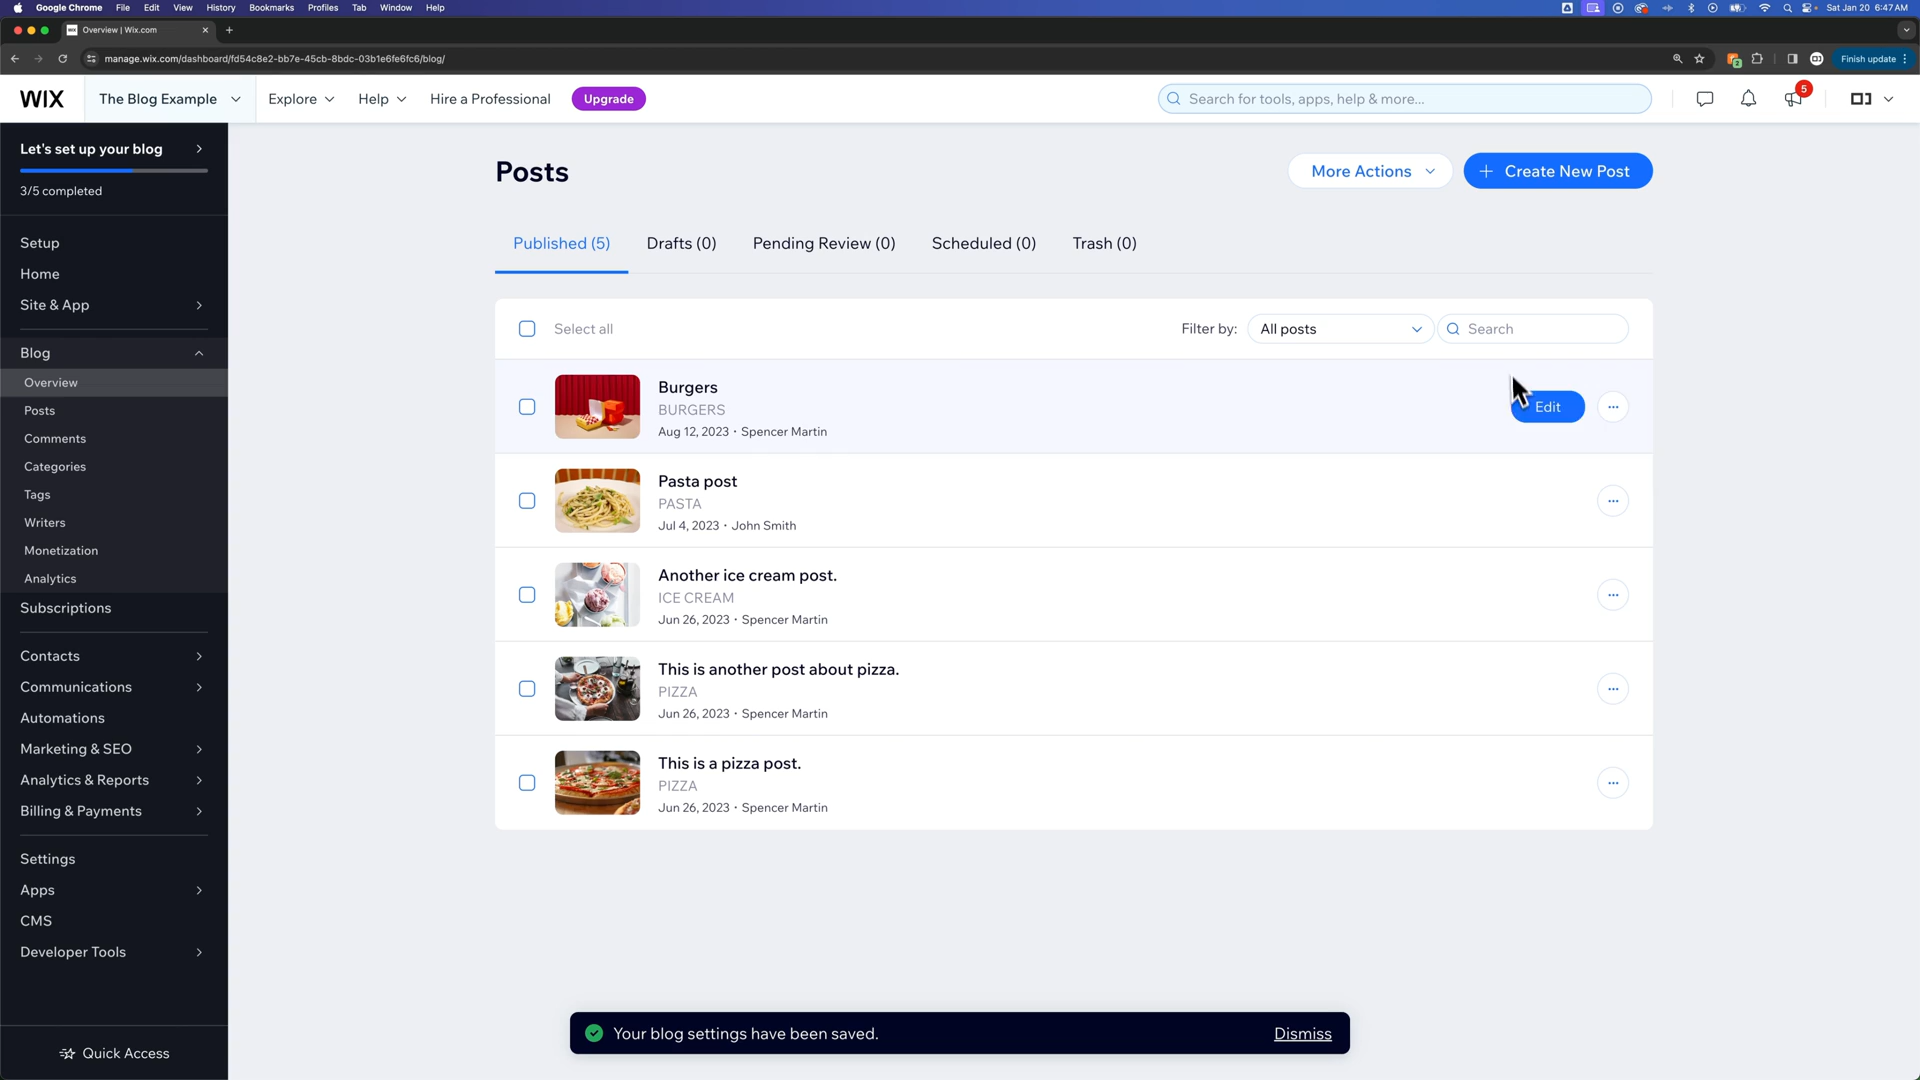 Google Chrome File Edit View History Bookmarks Profiles Tab Window Help Sat Jan 20 6:47 AM
Overview | Wix.com
manage.wix.com/dashboard/fd54c8e2-bb7e-45cb-8bdc-03b1e6fe6fc6/blog/ Finish update
WIX The Blog Example Explore Help Hire a Professional Upgrade Search for tools, apps, help & more... 5
Let's set up your blog
3/5 completed
Setup
Home
Site & App
Blog
Overview
Posts
Comments
Categories
Tags
Writers
Monetization
Analytics
Subscriptions
Contacts
Communications
Automations
Marketing & SEO
Analytics & Reports
Billing & Payments
Settings
Apps
CMS
Developer Tools
Quick Access
Posts More Actions + Create New Post
Published (5) Drafts (0) Pending Review (0) Scheduled (0) Trash (0)
Select all Filter by: All posts Search
Burgers
BURGERS
Aug 12, 2023 • Spencer Martin
Edit
Pasta post
PASTA
Jul 4, 2023 • John Smith
Another ice cream post.
ICE CREAM
Jun 26, 2023 • Spencer Martin
This is another post about pizza.
PIZZA
Jun 26, 2023 • Spencer Martin
This is a pizza post.
PIZZA
Jun 26, 2023 • Spencer Martin
Your blog settings have been saved. Dismiss